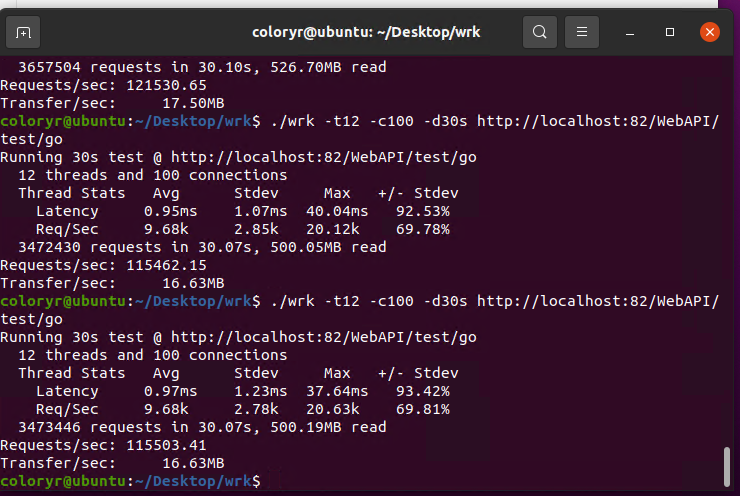 coloryr@ubuntu: ~/Desktop/wrk
3657504 requests in 30.10s, 526.70MB read
Requests/sec: 121530.65
Transfer/sec:     17.50MB
coloryr@ubuntu:~/Desktop/wrk$ ./wrk -t12 -c100 -d30s http://localhost:82/WebAPI/
test/go
Running 30s test @ http://localhost:82/WebAPI/test/go
  12 threads and 100 connections
  Thread Stats   Avg      Stdev     Max   +/- Stdev
    Latency     0.95ms    1.07ms  40.04ms   92.53%
    Req/Sec     9.68k     2.85k   20.12k    69.78%
  3472430 requests in 30.07s, 500.05MB read
Requests/sec: 115462.15
Transfer/sec:     16.63MB
coloryr@ubuntu:~/Desktop/wrk$ ./wrk -t12 -c100 -d30s http://localhost:82/WebAPI/
test/go
Running 30s test @ http://localhost:82/WebAPI/test/go
  12 threads and 100 connections
  Thread Stats   Avg      Stdev     Max   +/- Stdev
    Latency     0.97ms    1.23ms  37.64ms   93.42%
    Req/Sec     9.68k     2.78k   20.63k    69.81%
  3473446 requests in 30.07s, 500.19MB read
Requests/sec: 115503.41
Transfer/sec:     16.63MB
coloryr@ubuntu:~/Desktop/wrk$